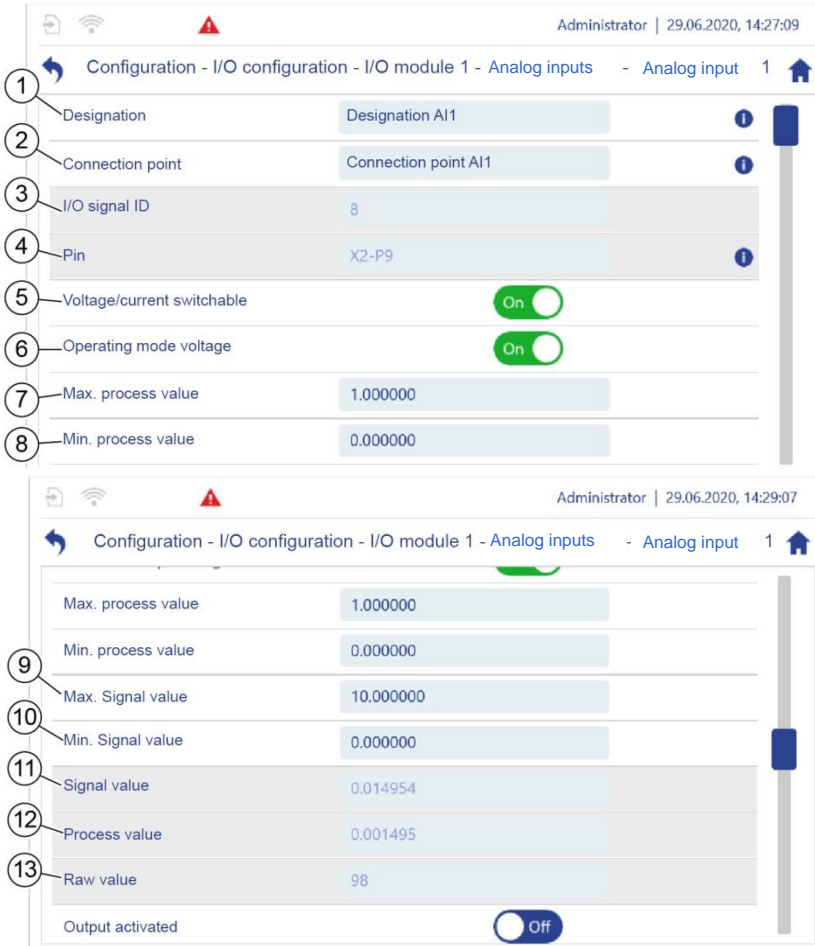 Administrator | 29.06.2020, 14:27:09
Configuration - I/O configuration - I/O module 1 - Analog inputs - Analog input 1
1
Designation Designation AI1
2
Connection point Connection point AI1
3
I/O signal ID 8
4
Pin X2-P9
5
Voltage/current switchable On
6
Operating mode voltage On
7
Max. process value 1.000000
8
Min. process value 0.000000
Administrator | 29.06.2020, 14:29:07
Configuration - I/O configuration - I/O module 1 - Analog inputs - Analog input 1
Max. process value 1.000000
Min. process value 0.000000
9
Max. Signal value 10.000000
10
Min. Signal value 0.000000
11
Signal value 0.014954
12
Process value 0.001495
13
Raw value 98
Output activated Off